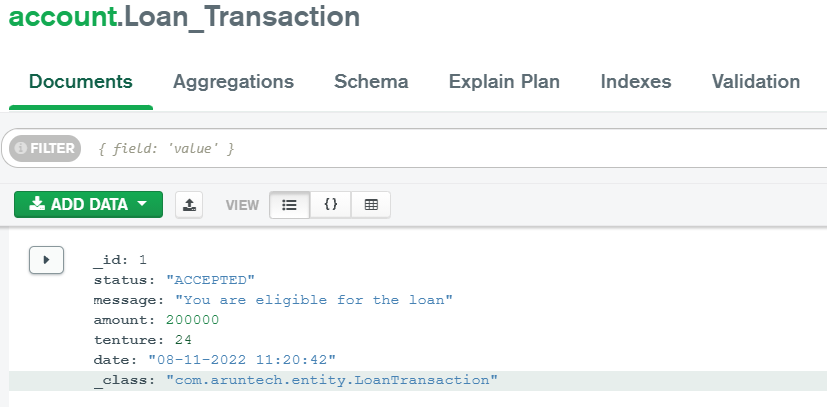 account.Loan_Transaction
Documents Aggregations Schema Explain Plan Indexes Validation
FILTER { field: 'value' }
ADD DATA VIEW {}
_id: 1
status: "ACCEPTED"
message: "You are eligible for the loan"
amount: 200000
tenture: 24
date: "08-11-2022 11:20:42"
_class: "com.aruntech.entity.LoanTransaction"